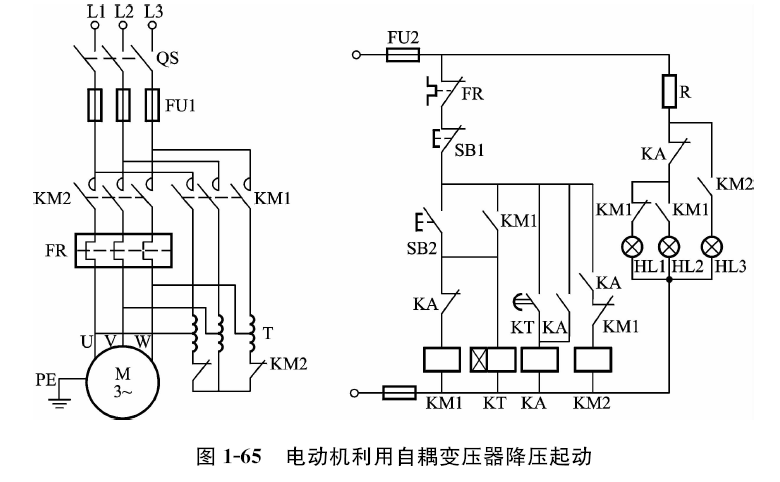 L1 L2 L3
QS
FU1
KM2
KM1
FR
U V W
T
KM2
PE
M
3~
FU2
FR
R
SB1
KA
KM2
KM1
KM1
KM1
SB2
HL1 HL2 HL3
KA
KA
KT KA
KM1
KM1 KT KA KM2
图 1-65 电动机利用自耦变压器降压起动